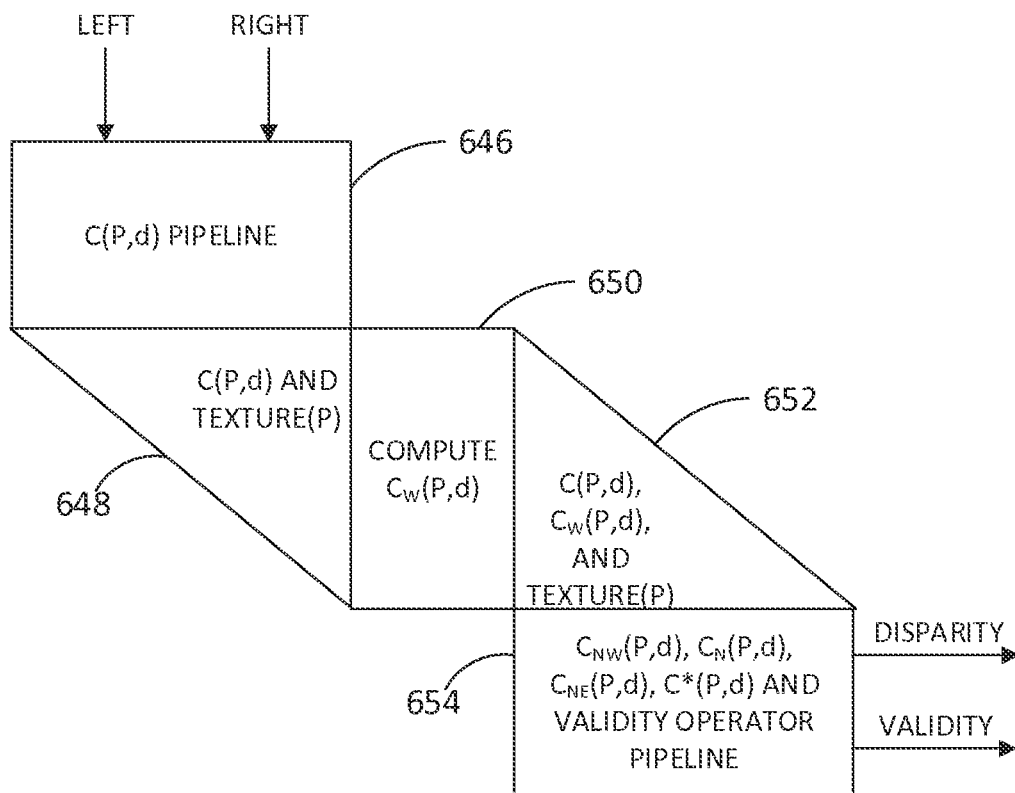 LEFT RIGHT
646
C(P,d) PIPELINE
650
C(P,d) AND
TEXTURE(P)
652
COMPUTE
C_W(P,d)
648
C(P,d),
C_W(P,d),
AND
TEXTURE(P)
654
C_NW(P,d), C_N(P,d),
C_NE(P,d), C*(P,d) AND
VALIDITY OPERATOR
PIPELINE
DISPARITY
VALIDITY